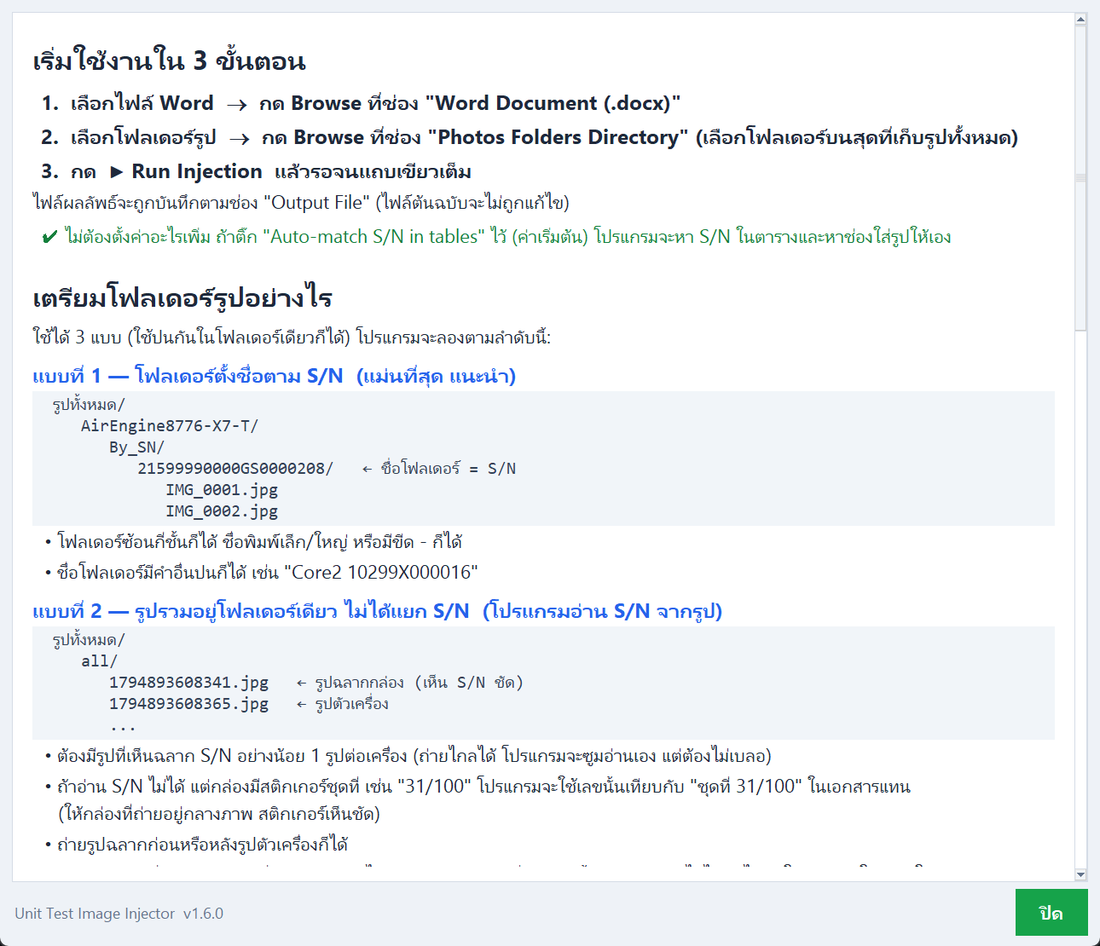 เริ่มใช้งานใน 3 ขั้นตอน
1. เลือกไฟล์ Word → กด Browse ที่ช่อง "Word Document (.docx)"
2. เลือกโฟลเดอร์รูป → กด Browse ที่ช่อง "Photos Folders Directory" (เลือกโฟลเดอร์บนสุดที่เก็บรูปทั้งหมด)
3. กด ► Run Injection แล้วรอจนแถบเขียวเต็ม
ไฟล์ผลลัพธ์จะถูกบันทึกตามช่อง "Output File" (ไฟล์ต้นฉบับจะไม่ถูกแก้ไข)
✔ ไม่ต้องตั้งค่าอะไรเพิ่ม ถ้าติ๊ก "Auto-match S/N in tables" ไว้ (ค่าเริ่มต้น) โปรแกรมจะหา S/N ในตารางและหาช่องใส่รูปให้เอง
เตรียมโฟลเดอร์รูปอย่างไร
ใช้ได้ 3 แบบ (ใช้ปนกันในโฟลเดอร์เดียวก็ได้) โปรแกรมจะลองตามลำดับนี้:
แบบที่ 1 — โฟลเดอร์ตั้งชื่อตาม S/N (แม่นที่สุด แนะนำ)
รูปทั้งหมด/
AirEngine8776-X7-T/
By_SN/
21599990000GS0000208/ ← ชื่อโฟลเดอร์ = S/N
IMG_0001.jpg
IMG_0002.jpg
• โฟลเดอร์ซ้อนกี่ชั้นก็ได้ ชื่อพิมพ์เล็ก/ใหญ่ หรือมีขีด - ก็ได้
• ชื่อโฟลเดอร์มีคำอื่นปนก็ได้ เช่น "Core2 10299X000016"
แบบที่ 2 — รูปรวมอยู่โฟลเดอร์เดียว ไม่ได้แยก S/N (โปรแกรมอ่าน S/N จากรูป)
รูปทั้งหมด/
all/
1794893608341.jpg ← รูปฉลากกล่อง (เห็น S/N ชัด)
1794893608365.jpg ← รูปตัวเครื่อง
...
• ต้องมีรูปที่เห็นฉลาก S/N อย่างน้อย 1 รูปต่อเครื่อง (ถ่ายไกลได้ โปรแกรมจะซูมอ่านเอง แต่ต้องไม่เบลอ)
• ถ้าอ่าน S/N ไม่ได้ แต่กล่องมีสติกเกอร์ชุดที่ เช่น "31/100" โปรแกรมจะใช้เลขนั้นเทียบกับ "ชุดที่ 31/100" ในเอกสารแทน
(ให้กล่องที่ถ่ายอยู่กลางภาพ สติกเกอร์เห็นชัด)
• ถ่ายรูปฉลากก่อนหรือหลังรูปตัวเครื่องก็ได้
Unit Test Image Injector v1.6.0
ปิด